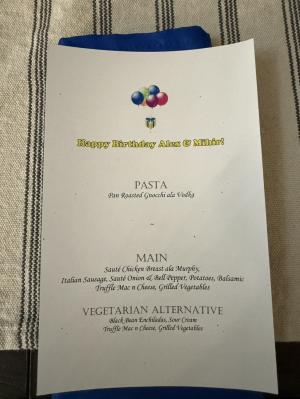 Happy Birthday Alex & Mihir!
PASTA
Pan Roasted Gnocchi ala Vodka
~
MAIN
Sauté Chicken Breast ala Murphy,
Italian Sausage, Sauté Onion & Bell Pepper, Potatoes, Balsamic
Truffle Mac n Cheese, Grilled Vegetables
VEGETARIAN ALTERNATIVE
Black Bean Enchiladas, Sour Cream
Truffle Mac n Cheese, Grilled Vegetables